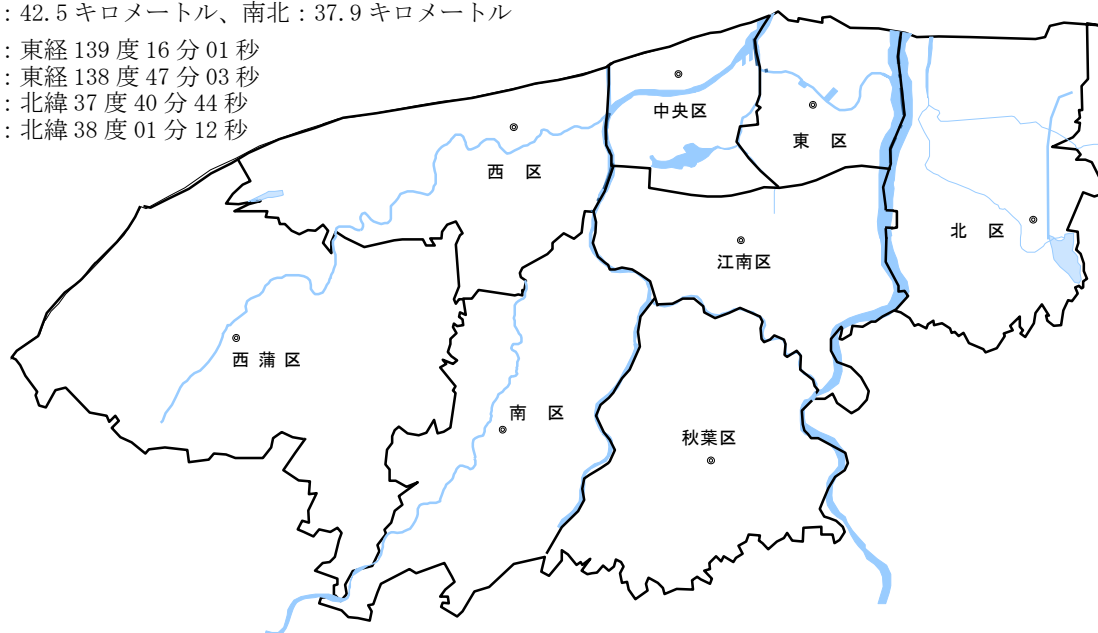 ：42.5 キロメートル、南北：37.9 キロメートル
：東経 139 度 16 分 01 秒
：東経 138 度 47 分 03 秒
：北緯 37 度 40 分 44 秒
：北緯 38 度 01 分 12 秒
中央区
東 区
西 区
北 区
江南区
西蒲区
南 区
秋葉区